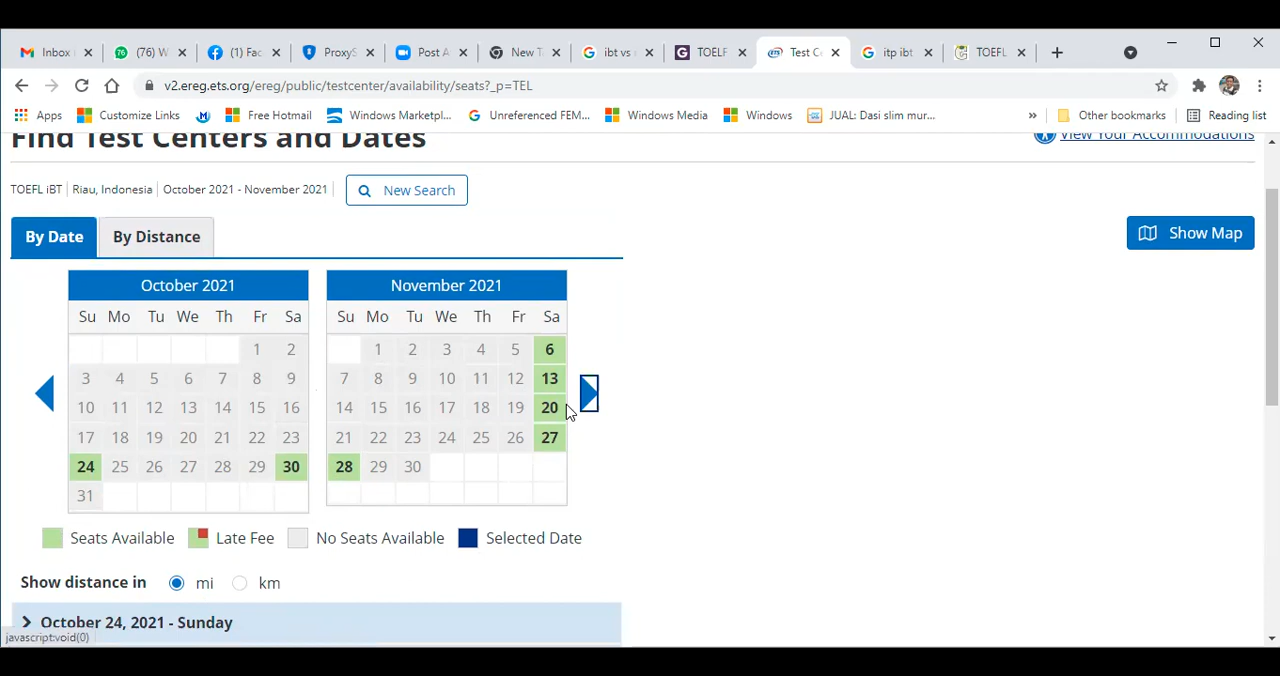 Inbox (76) W (1) Fac ProxyS Post A New T ibt vs TOELF Test C itp ibt TOEFL
v2.ereg.ets.org/ereg/public/testcenter/availability/seats?_p=TEL
Apps Customize Links Free Hotmail Windows Marketpl... Unreferenced FEM... Windows Media Windows JUAL: Dasi slim mur... » Other bookmarks Reading list
Find Test Centers and Dates View Your Accommodations
TOEFL iBT Riau, Indonesia October 2021 - November 2021 New Search
By Date By Distance Show Map
October 2021 November 2021
Su Mo Tu We Th Fr Sa Su Mo Tu We Th Fr Sa
1 2 1 2 3 4 5 6
3 4 5 6 7 8 9 7 8 9 10 11 12 13
10 11 12 13 14 15 16 14 15 16 17 18 19 20
17 18 19 20 21 22 23 21 22 23 24 25 26 27
24 25 26 27 28 29 30 28 29 30
31
Seats Available Late Fee No Seats Available Selected Date
Show distance in mi km
October 24, 2021 - Sunday
javascript:void(0)